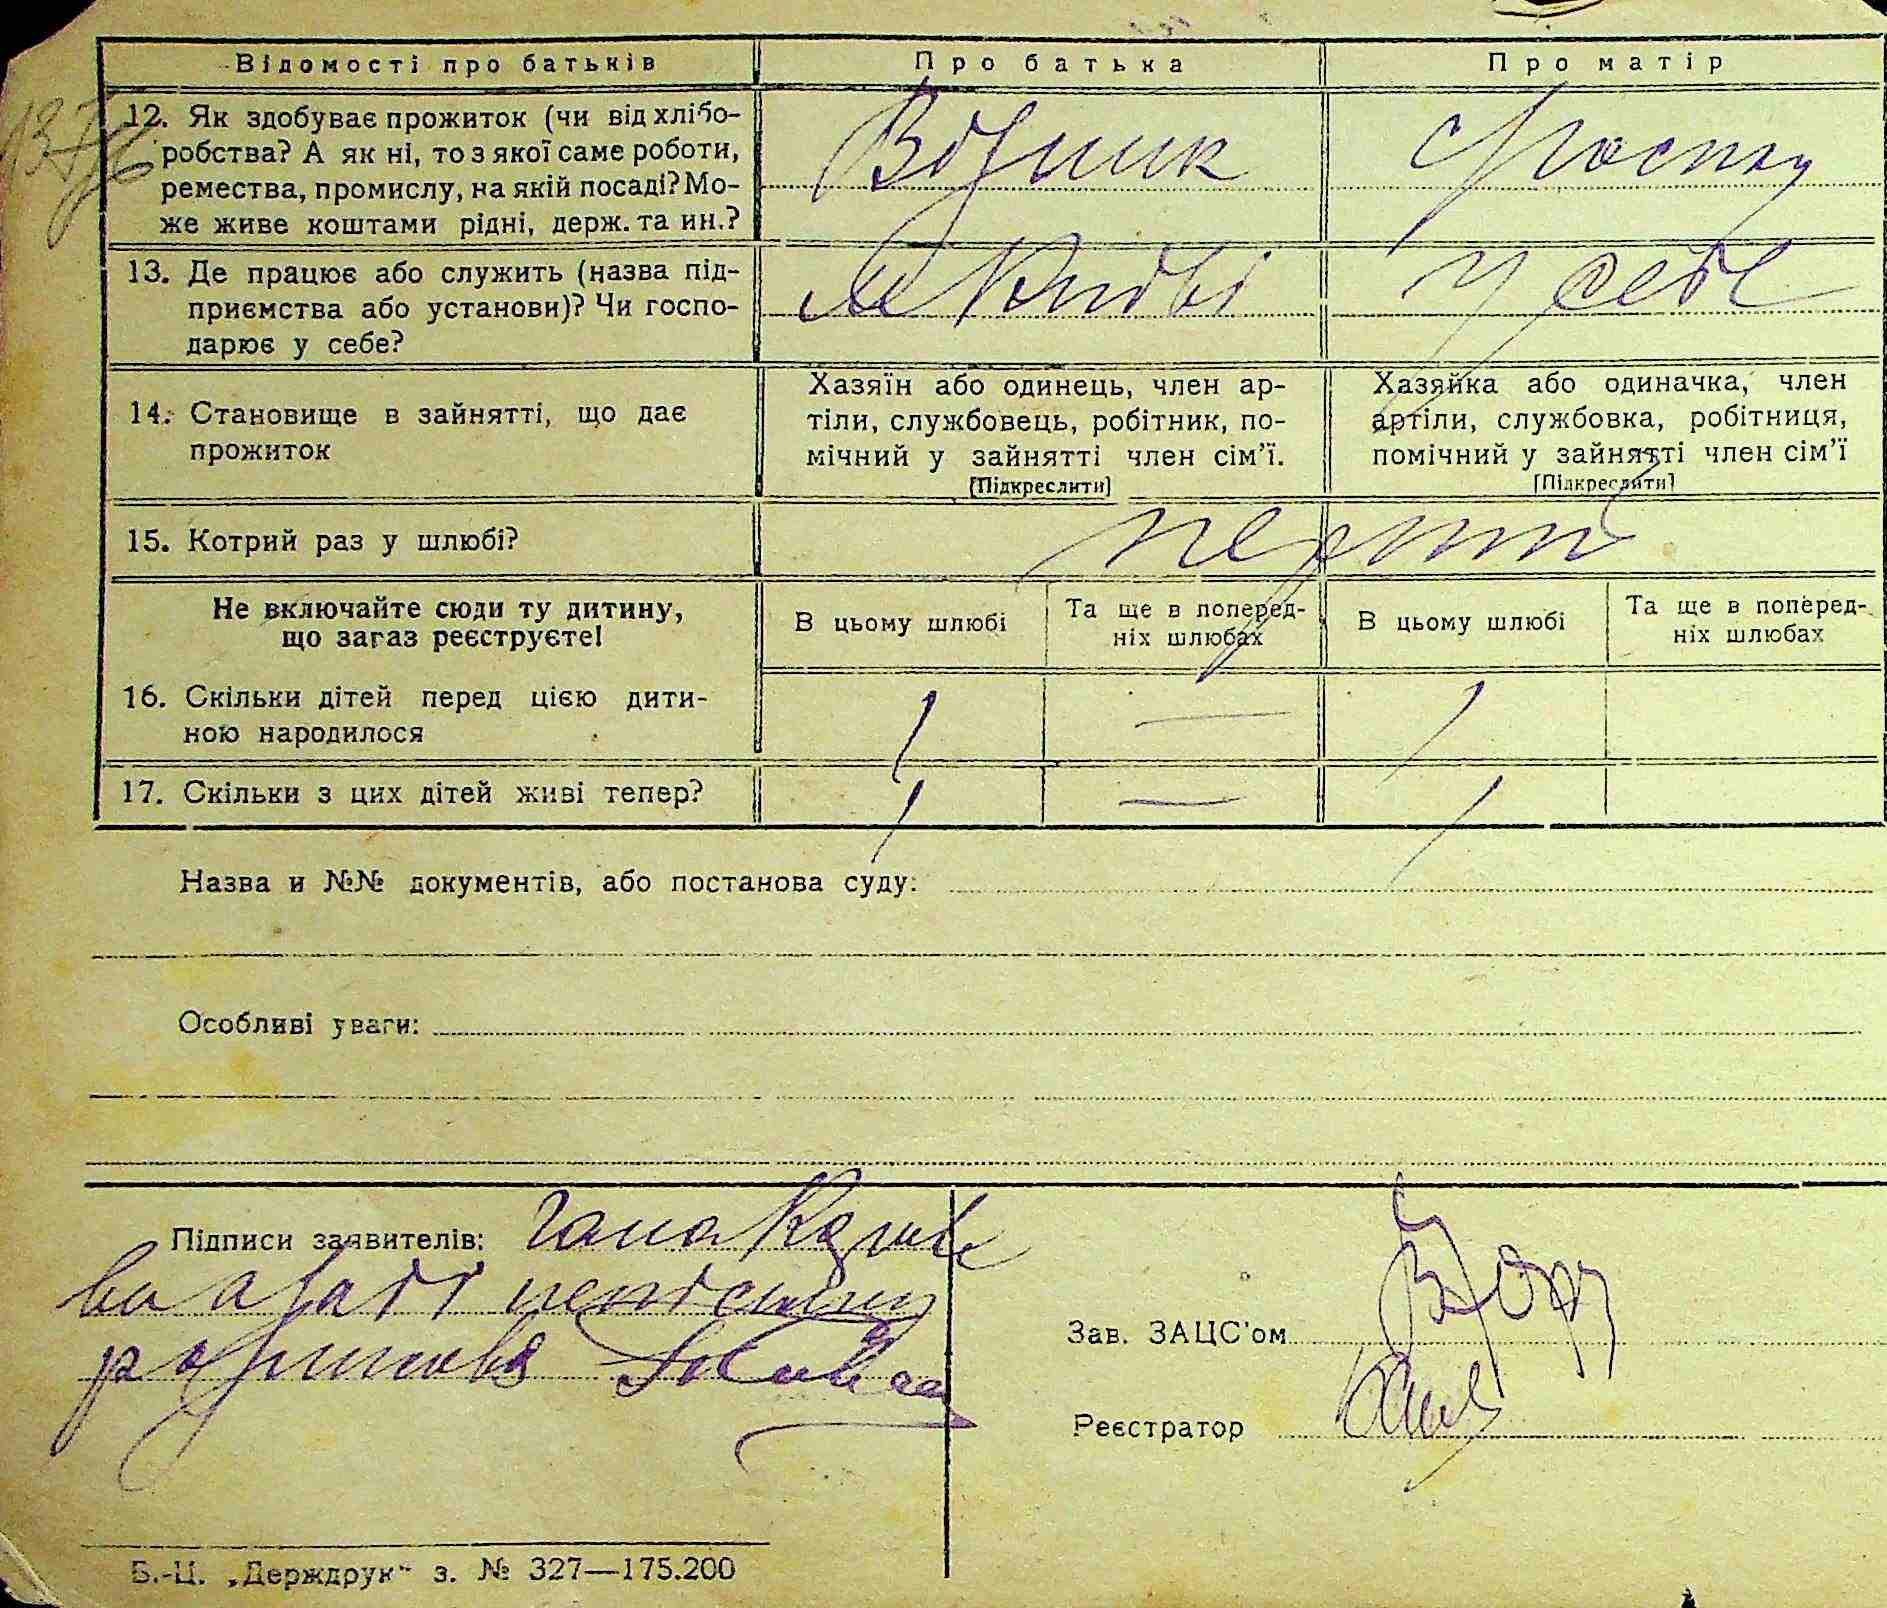 Відомості про батьків
Про батька
Про матір
12. Як здобуває прожиток (чи від хлібо-
робства? А як ні, то з якої саме роботи,
ремества, промислу, на якій посаді? Мо-
же живе коштами рідні, держ. та ин.?
Візник
13. Де працює або служить (назва під-
приємства або установи)? Чи госпо-
дарює у себе?
у себе
14. Становище в зайнятті, що дає
прожиток
Хазяїн або одинець, член ар-
тіли, службовець, робітник, по-
мічний у зайнятті член сім'ї.
[Підкреслити]
Хазяйка або одиначка, член
артіли, службовка, робітниця,
помічний у зайнятті член сім'ї
[Підкреслити]
15. Котрий раз у шлюбі?
перший
Не включайте сюди ту дитину,
що загаз реєструєте!
В цьому шлюбі
Та ще в поперед-
ніх шлюбах
В цьому шлюбі
Та ще в поперед-
ніх шлюбах
16. Скільки дітей перед цією дити-
ною народилося
1 — 1
17. Скільки з цих дітей живі тепер?
1 — 1
Назва и №№ документів, або постанова суду:
Особливі уваги:
Підписи заявителів:
Зав. ЗАЦС'ом
Реєстратор
Б.-Ц. „Держдрук" з. № 327—175.200